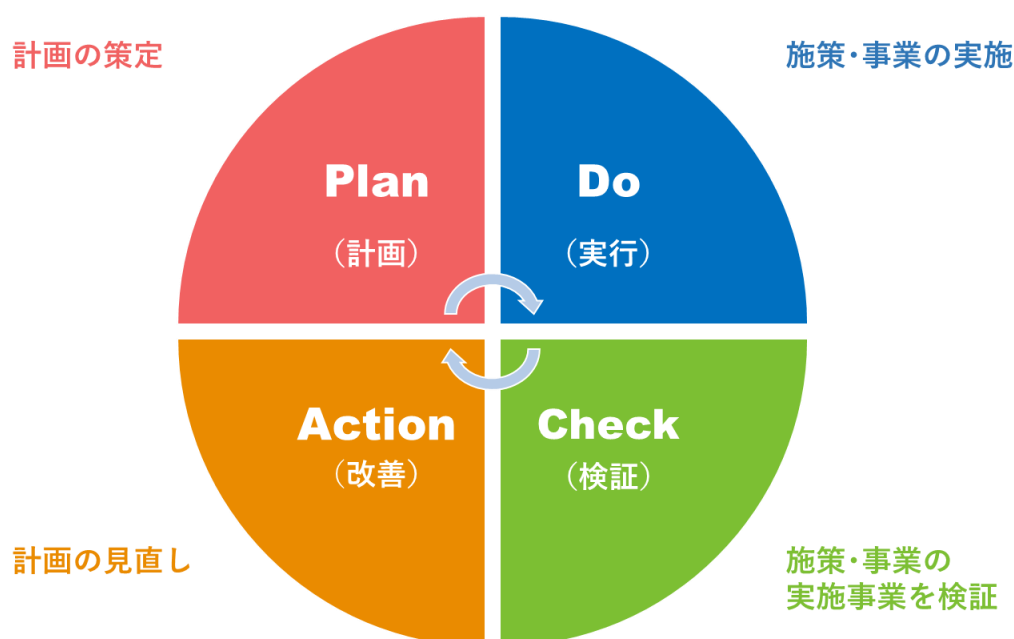 計画の策定
施策・事業の実施
Plan
（計画）
Do
（実行）
Action
（改善）
Check
（検証）
計画の見直し
施策・事業の
実施事業を検証